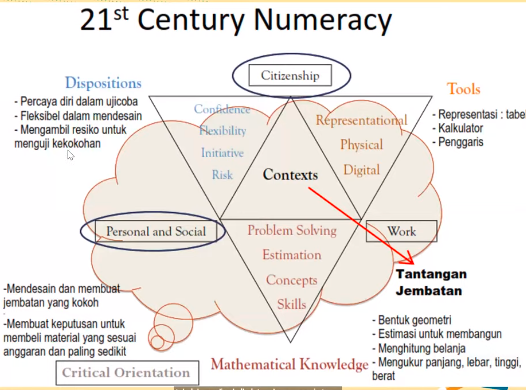 21st Century Numeracy
Citizenship
Dispositions
Tools
- Percaya diri dalam ujicoba
- Fleksibel dalam mendesain
- Mengambil resiko untuk
menguji kekokohan
Confidence
Flexibility
Initiative
Risk
Contexts
Representational
Physical
Digital
- Representasi : tabel
- Kalkulator
- Penggaris
Personal and Social
Problem Solving
Estimation
Concepts
Skills
Work
Tantangan
Jembatan
-Mendesain dan membuat
jembatan yang kokoh
-Membuat keputusan untuk
membeli material yang sesuai
anggaran dan paling sedikit
Critical Orientation
Mathematical Knowledge
- Bentuk geometri
- Estimasi untuk membangun
- Menghitung belanja
- Mengukur panjang, lebar, tinggi,
berat